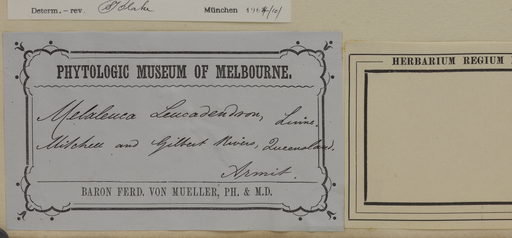 Determ. – rev. München
PHYTOLOGIC MUSEUM OF MELBOURNE.
Melaleuca Leucadendron, Linné.
Mitchell and Gilbert Rivers, Queensland.
Armit.
BARON FERD. VON MUELLER, PH. & M.D.
HERBARIUM REGIUM